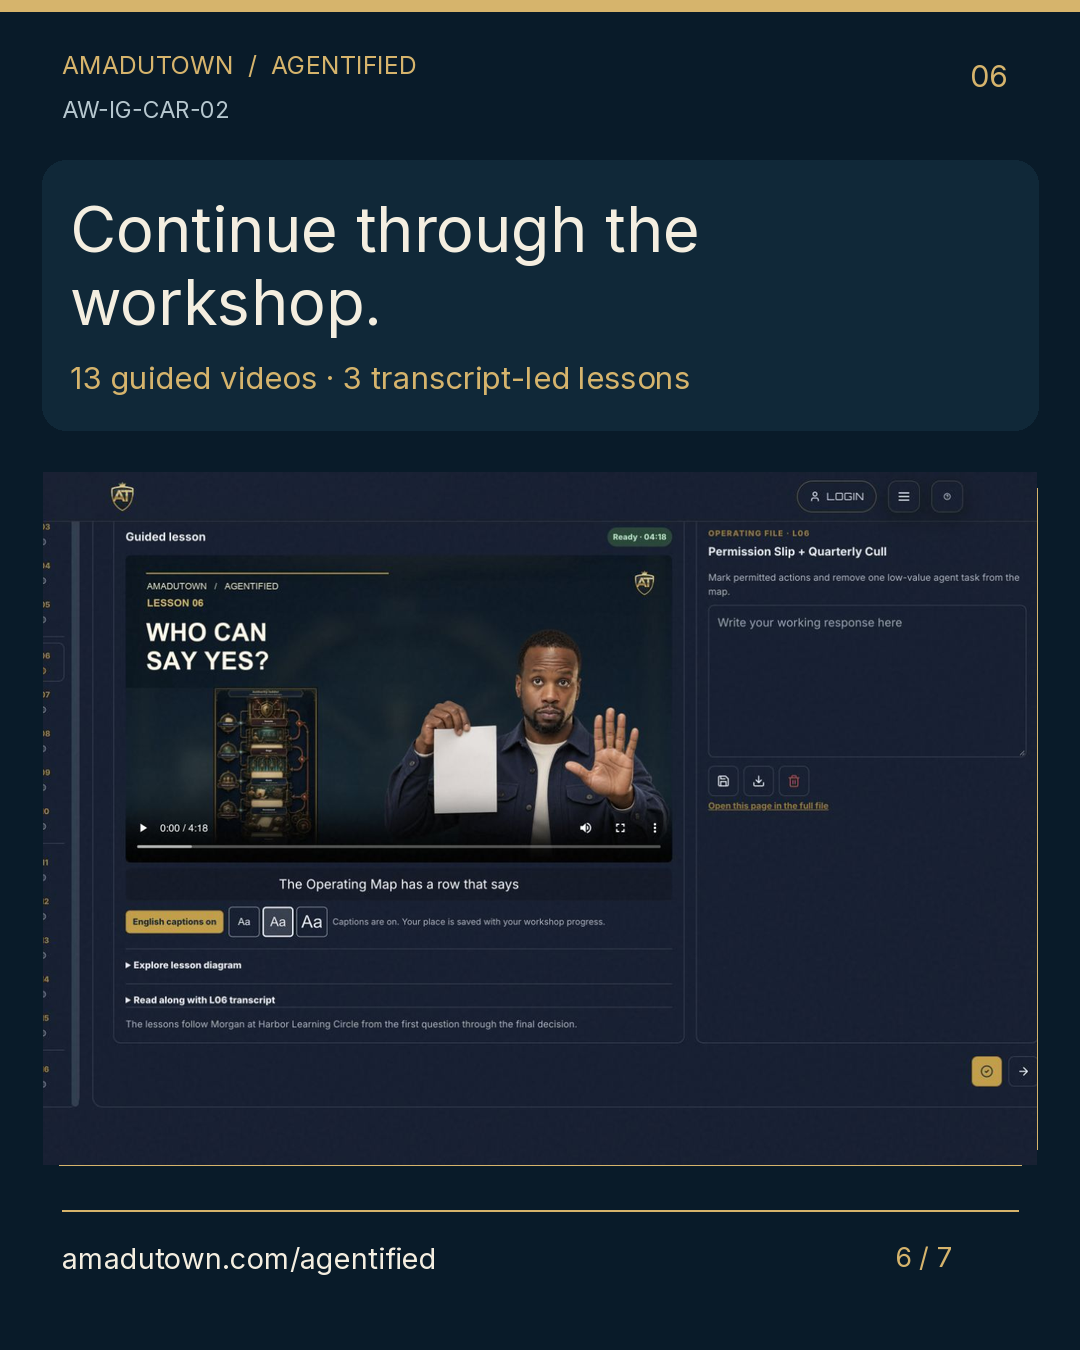 AMADUTOWN / AGENTIFIED
AW-IG-CAR-02
06
Continue through the
workshop.
13 guided videos · 3 transcript-led lessons
AT
LOGIN
Guided lesson
Ready · 04:18
AMADUTOWN / AGENTIFIED
AT
LESSON 06
WHO CAN
SAY YES?
0:00 / 4:18
The Operating Map has a row that says
English captions on
Aa
Aa
Aa
Captions are on. Your place is saved with your workshop progress.
Explore lesson diagram
Read along with L06 transcript
The lessons follow Morgan at Harbor Learning Circle from the first question through the final decision.
OPERATING FILE · L06
Permission Slip + Quarterly Cull
Mark permitted actions and remove one low-value agent task from the
map.
Write your working response here
Open this page in the full file
amadutown.com/agentified
6 / 7